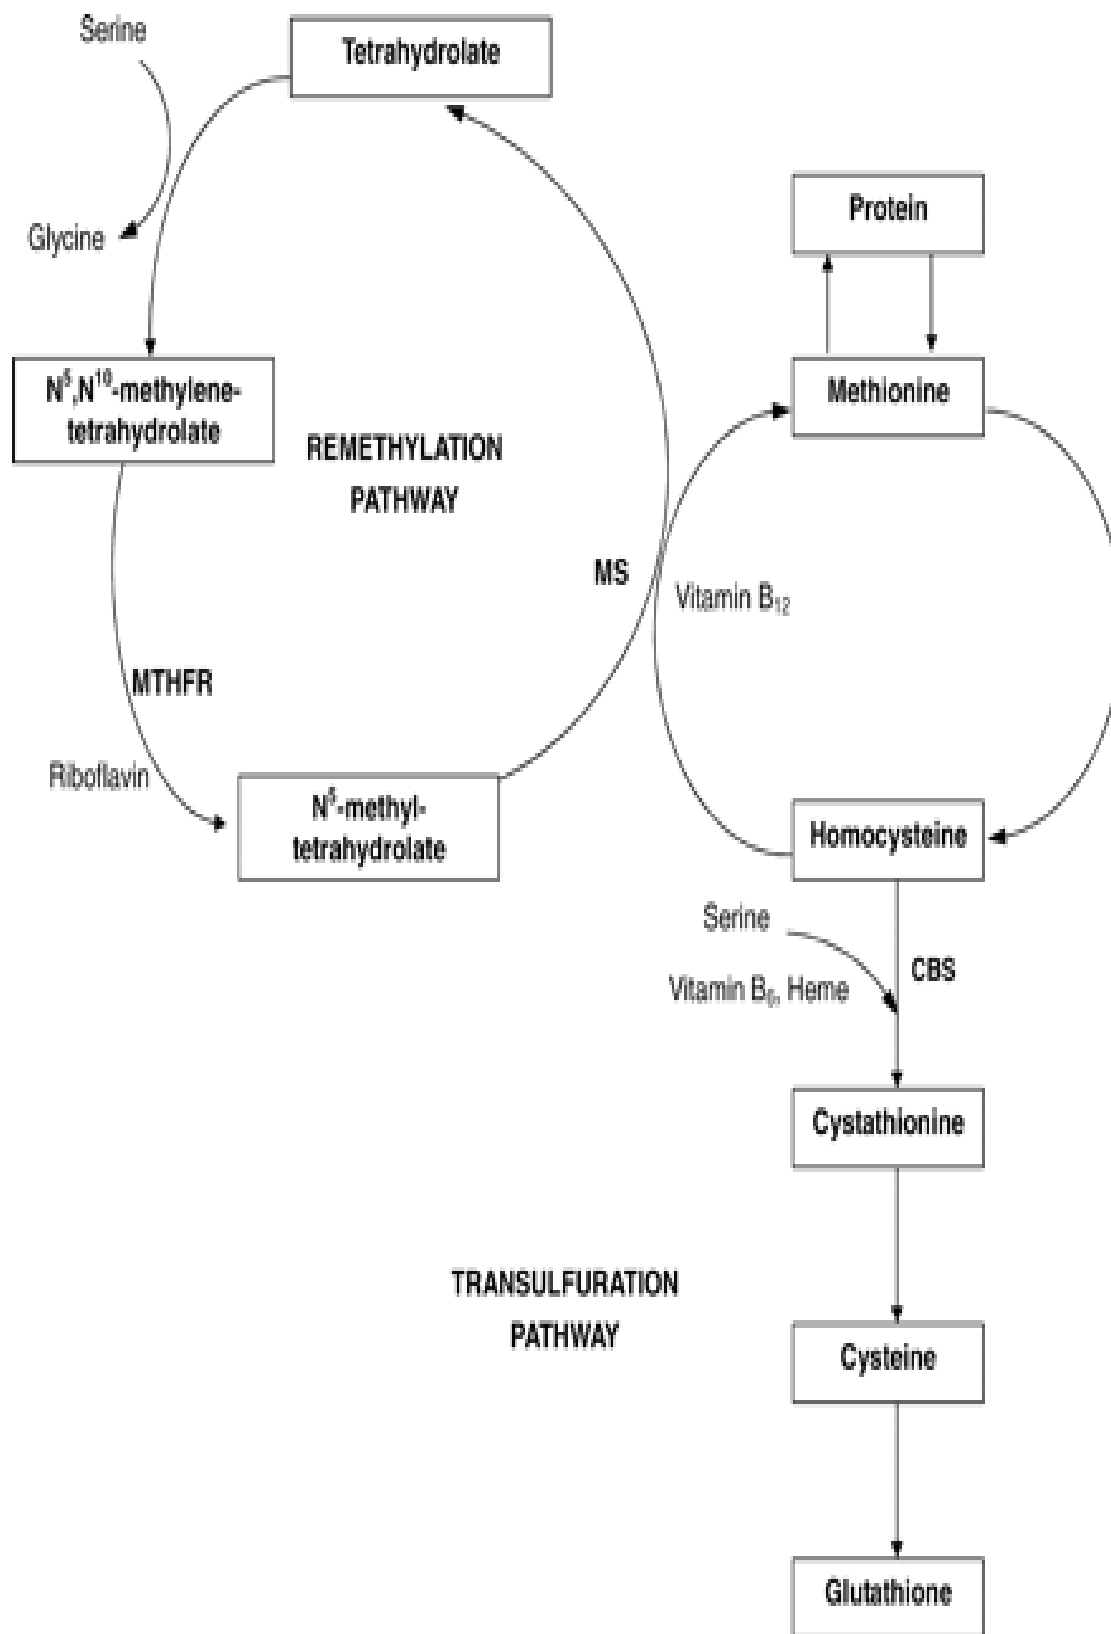 Serine
Tetrahydrolate
Glycine
Protein
N⁵,N¹⁰-methylene-
tetrahydrolate
Methionine
REMETHYLATION
PATHWAY
MS
Vitamin B₁₂
MTHFR
Riboflavin
N⁵-methyl-
tetrahydrolate
Homocysteine
Serine
CBS
Vitamin B₆, Heme
Cystathionine
TRANSULFURATION
PATHWAY
Cysteine
Glutathione